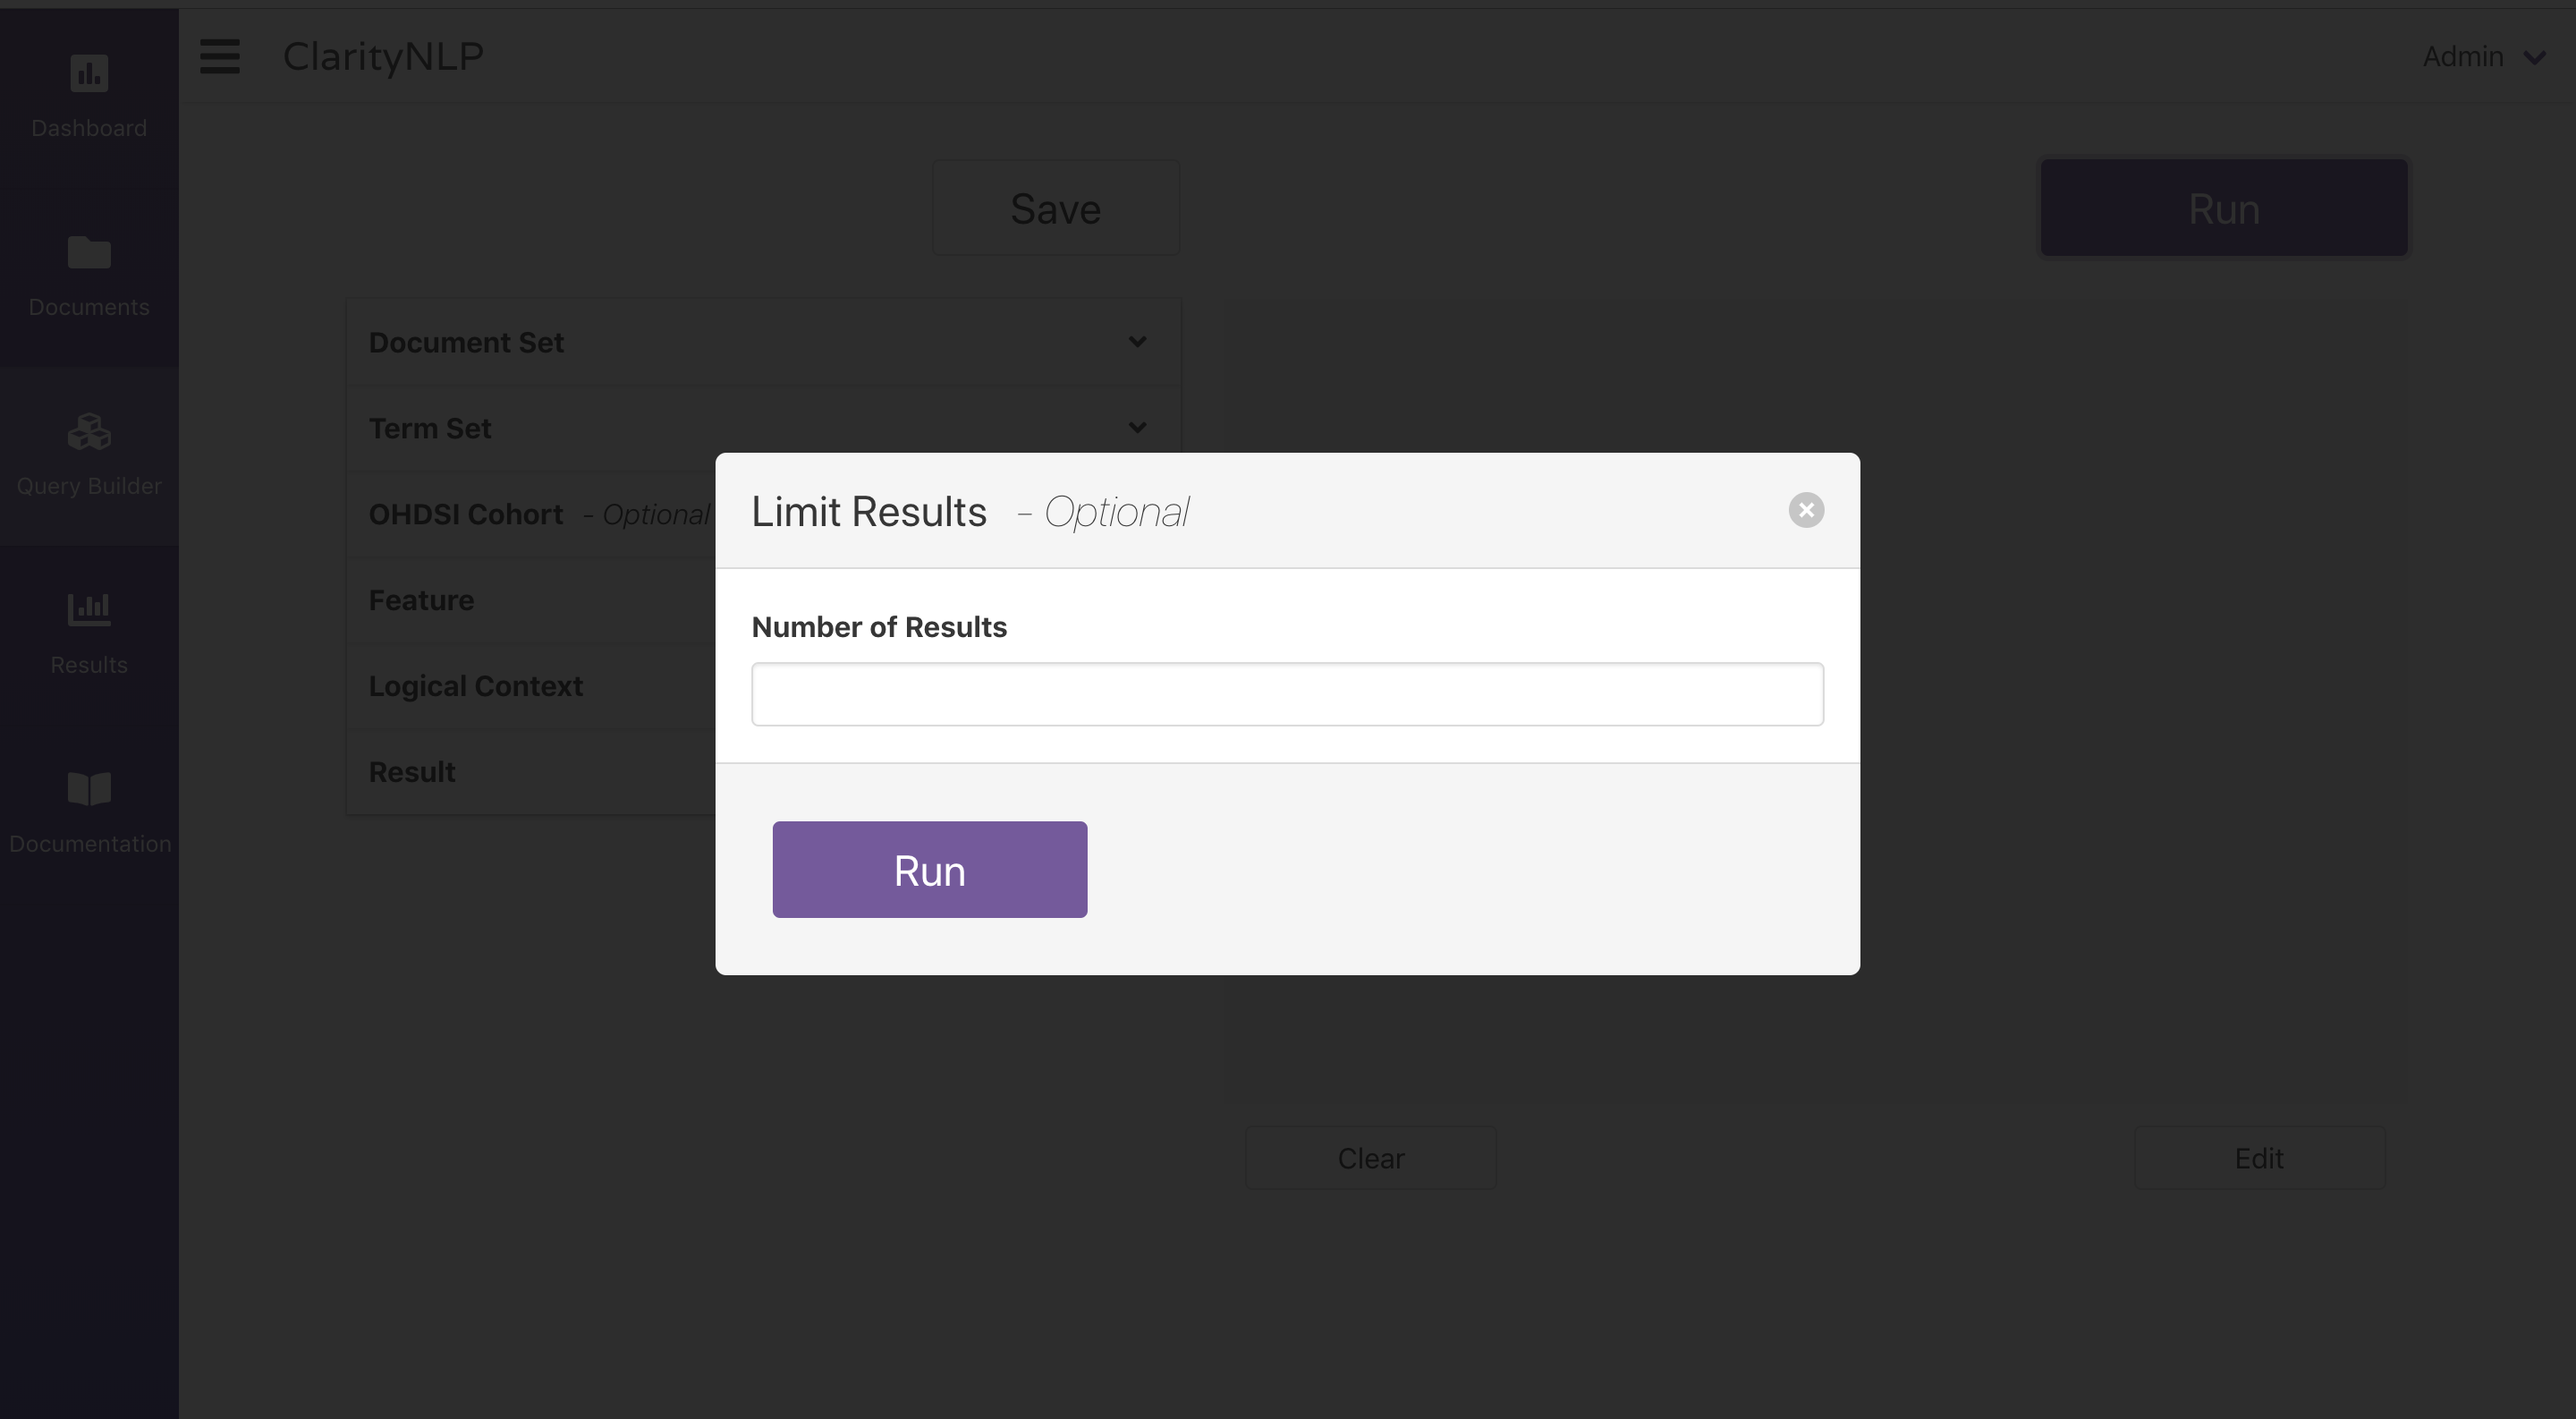 ClarityNLP
Admin
Dashboard
Documents
Query Builder
Results
Documentation
Save
Run
Document Set
Term Set
OHDSI Cohort - Optional
Feature
Logical Context
Result
Limit Results - Optional
Number of Results
Run
Clear
Edit